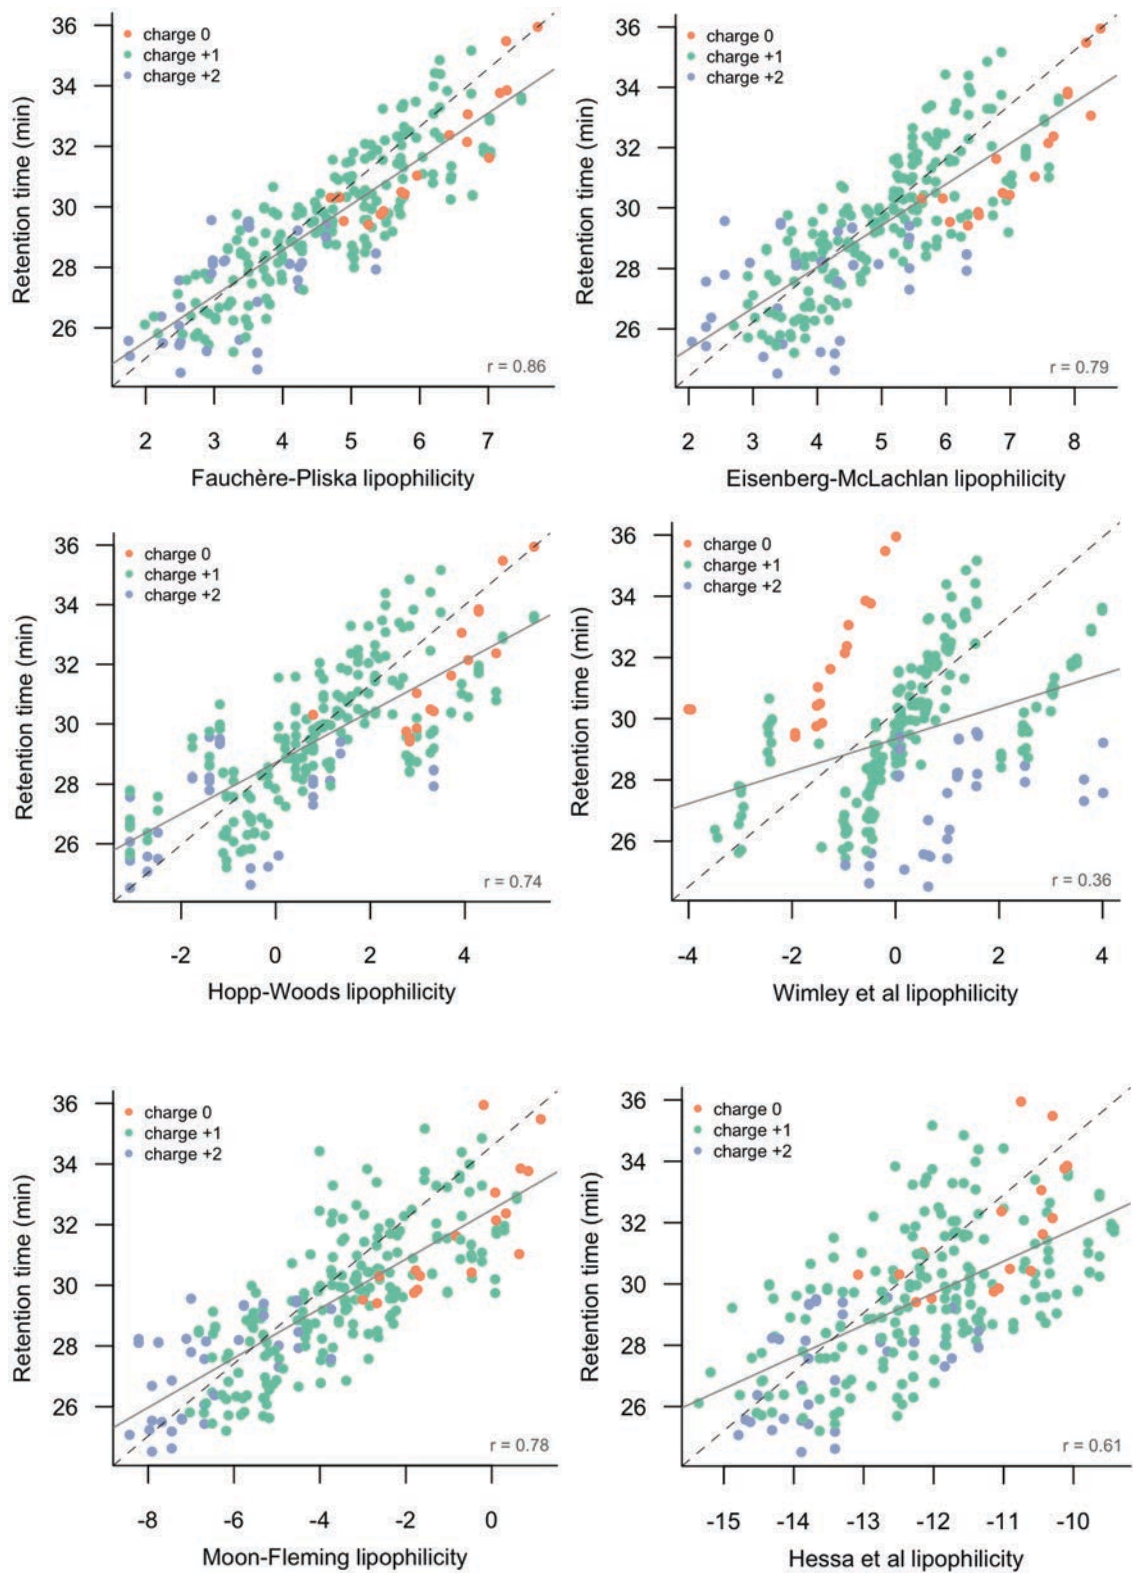 36
34
32
30
28
26
Retention time (min)
charge 0
charge +1
charge +2
r = 0.86
2 3 4 5 6 7
Fauchère-Pliska lipophilicity
36
34
32
30
28
26
Retention time (min)
charge 0
charge +1
charge +2
r = 0.79
2 3 4 5 6 7 8
Eisenberg-McLachlan lipophilicity
36
34
32
30
28
26
Retention time (min)
charge 0
charge +1
charge +2
r = 0.74
-2 0 2 4
Hopp-Woods lipophilicity
36
34
32
30
28
26
Retention time (min)
charge 0
charge +1
charge +2
r = 0.36
-4 -2 0 2 4
Wimley et al lipophilicity
36
34
32
30
28
26
Retention time (min)
charge 0
charge +1
charge +2
r = 0.78
-8 -6 -4 -2 0
Moon-Fleming lipophilicity
36
34
32
30
28
26
Retention time (min)
charge 0
charge +1
charge +2
r = 0.61
-15 -14 -13 -12 -11 -10
Hessa et al lipophilicity